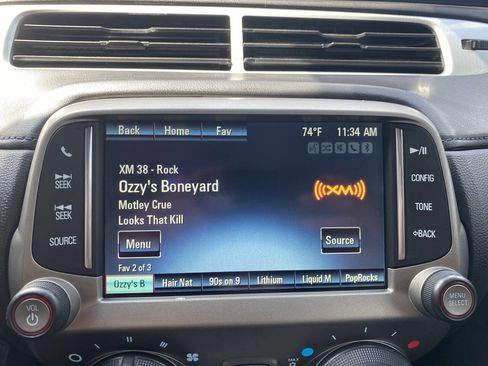 Back Home Fav 74°F 11:34 AM
XM 38 - Rock
Ozzy's Boneyard
Motley Crue
Looks That Kill
((XM))
Menu Source
Fav 2 of 3
Ozzy's B Hair Nat 90s on 9 Lithium Liquid M PopRocks
SEEK
SEEK
SOURCE
CONFIG
TONE
BACK
VOL
MENU
SELECT
MAX